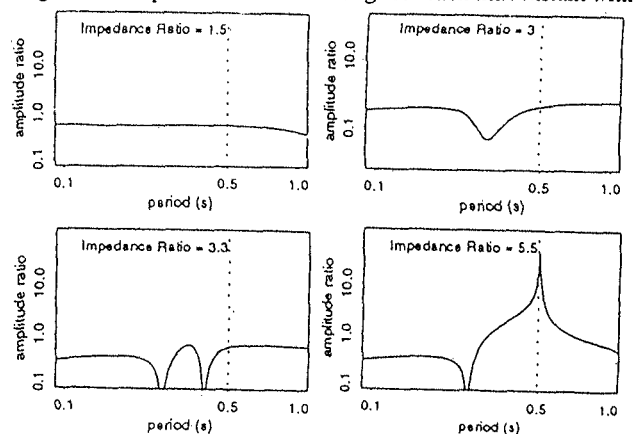 Impedance Ratio = 1.5
amplitude ratio
0.1 1.0 10.0
0.1 0.5 1.0
period (s)
Impedance Ratio = 3
amplitude ratio
0.1 1.0 10.0
0.1 0.5 1.0
period (s)
Impedance Ratio = 3.3
amplitude ratio
0.1 1.0 10.0
0.1 0.5 1.0
period (s)
Impedance Ratio = 5.5
amplitude ratio
0.1 1.0 10.0
0.1 0.5 1.0
period (s)